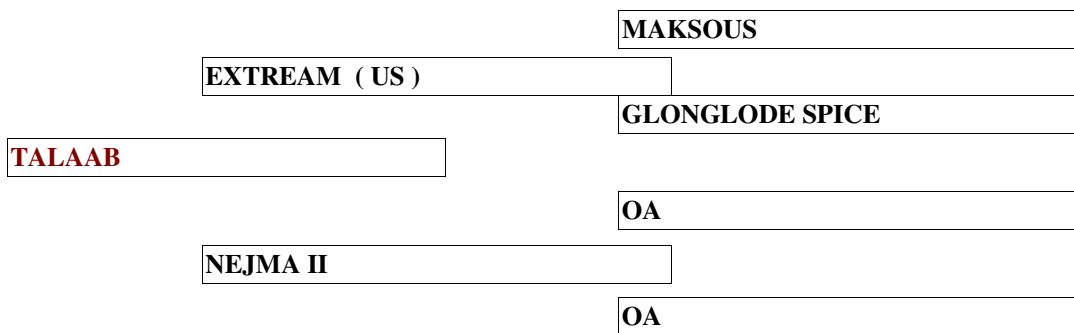 MAKSOUS
EXTREAM ( US )
GLONGLODE SPICE
TALAAB
OA
NEJMA II
OA